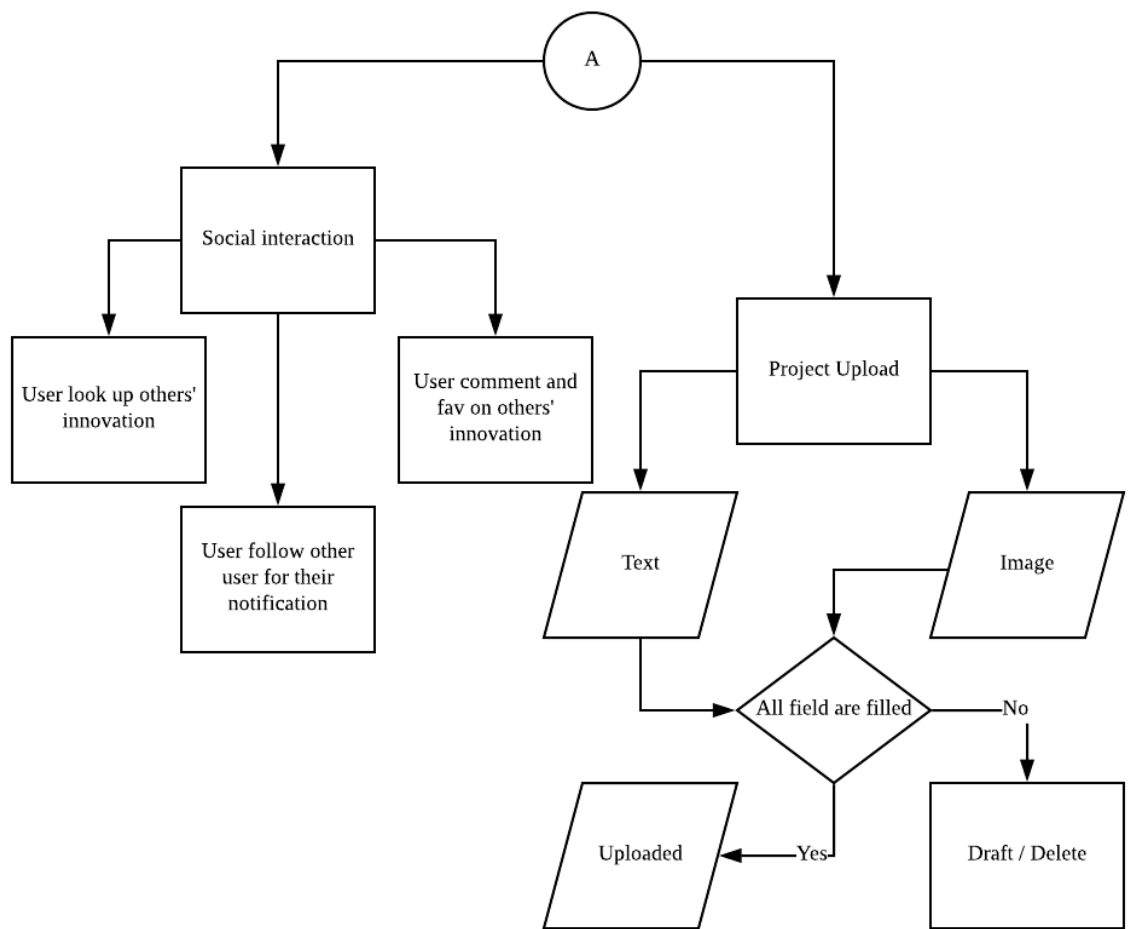 A
Social interaction
User look up others'
innovation
User comment and
fav on others'
innovation
User follow other
user for their
notification
Project Upload
Text
Image
All field are filled
No
Yes
Uploaded
Draft / Delete